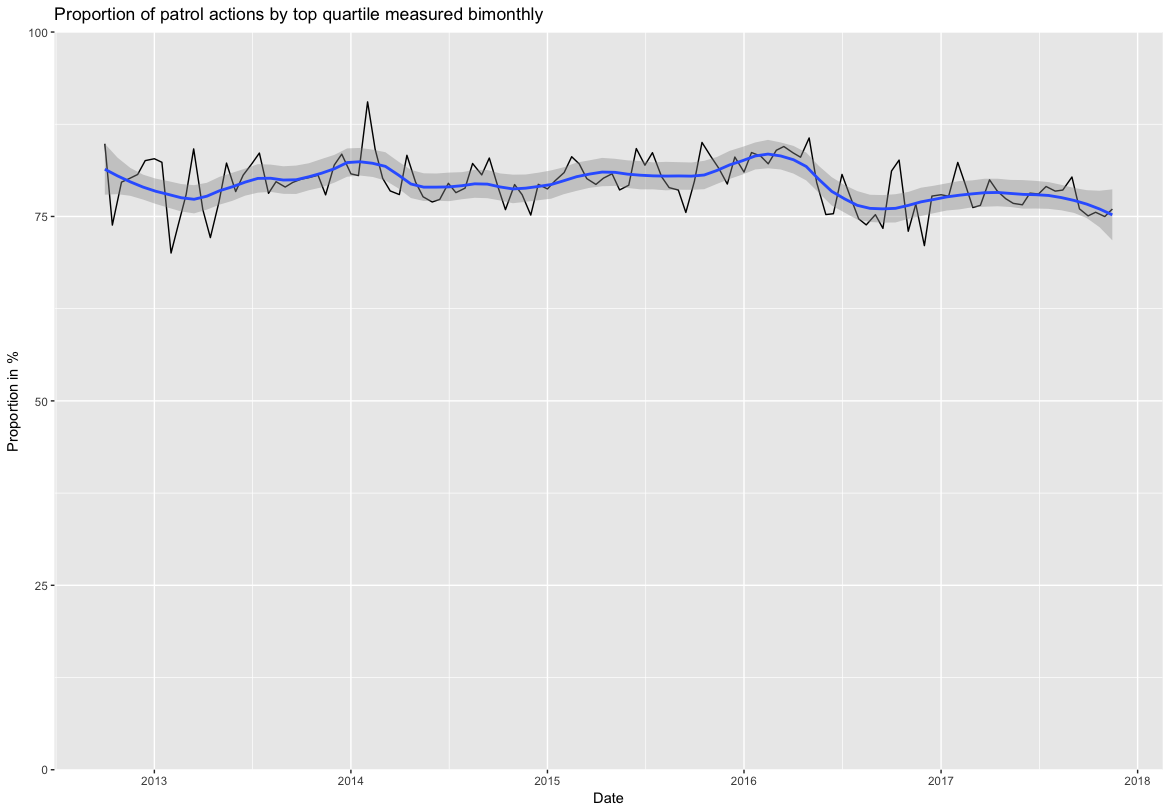 Proportion of patrol actions by top quartile measured bimonthly
100
75
50
25
0
Proportion in %
2013 2014 2015 2016 2017 2018
Date